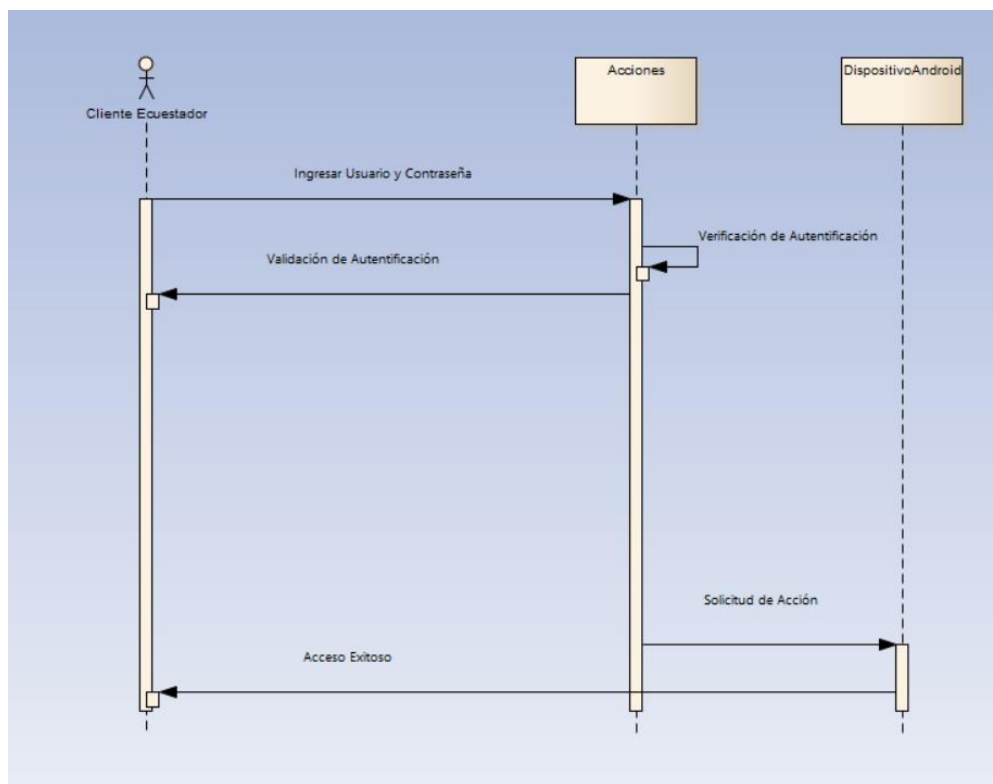 Cliente Ecuestador
Acciones
DispositivoAndroid
Ingresar Usuario y Contraseña
Verificación de Autentificación
Validación de Autentificación
Solicitud de Acción
Acceso Exitoso